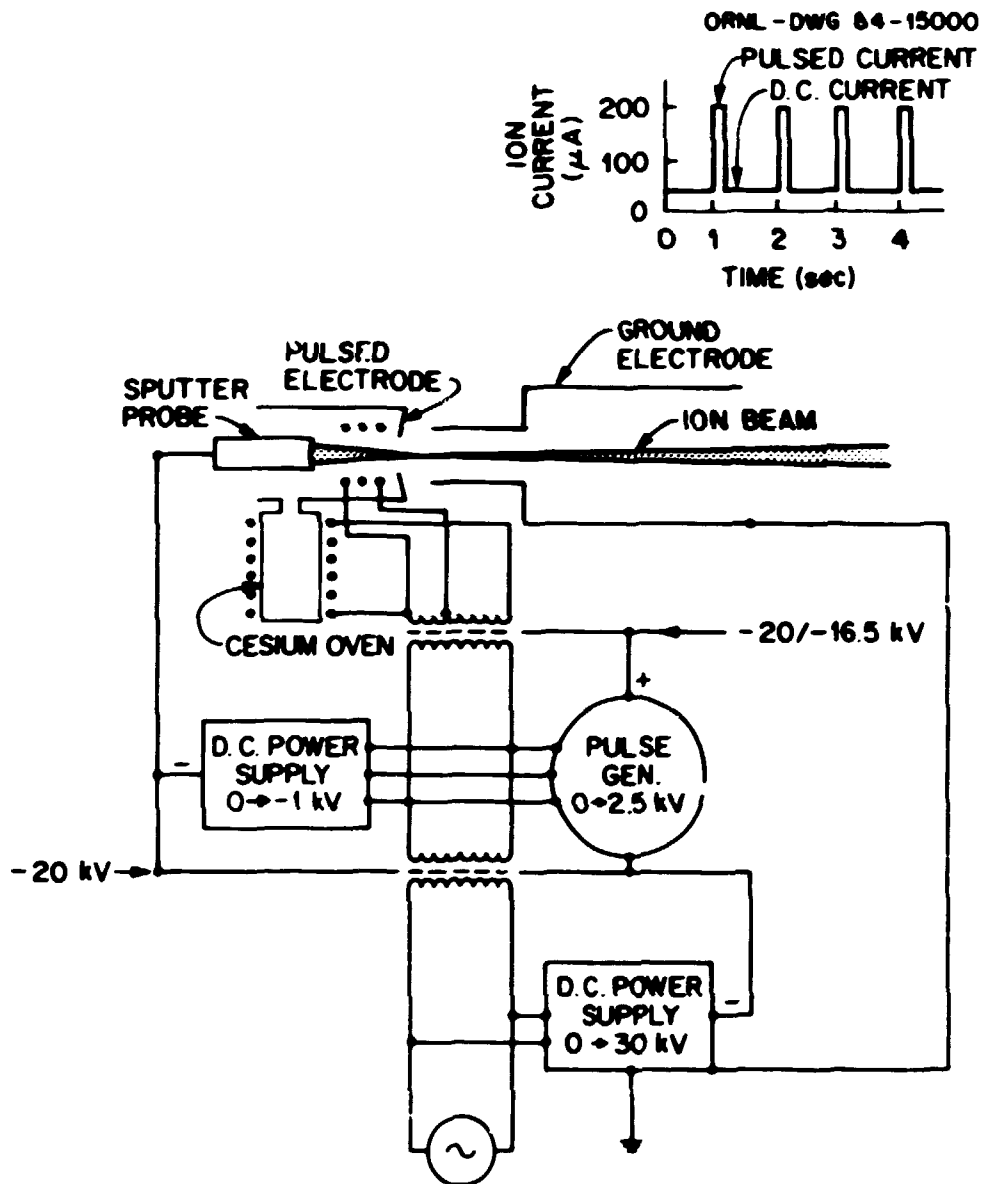 ORNL-DWG 84-15000
PULSED CURRENT
D.C. CURRENT
ION
CURRENT
(μA)
200
100
0
0 1 2 3 4
TIME (sec)
GROUND
ELECTRODE
PULSED
ELECTRODE
SPUTTER
PROBE
ION BEAM
CESIUM OVEN
-20/-16.5 kV
+
D.C. POWER
SUPPLY
0→-1 kV
-
PULSE
GEN.
0→2.5 kV
-20 kV
D.C. POWER
SUPPLY
0→30 kV
-
~